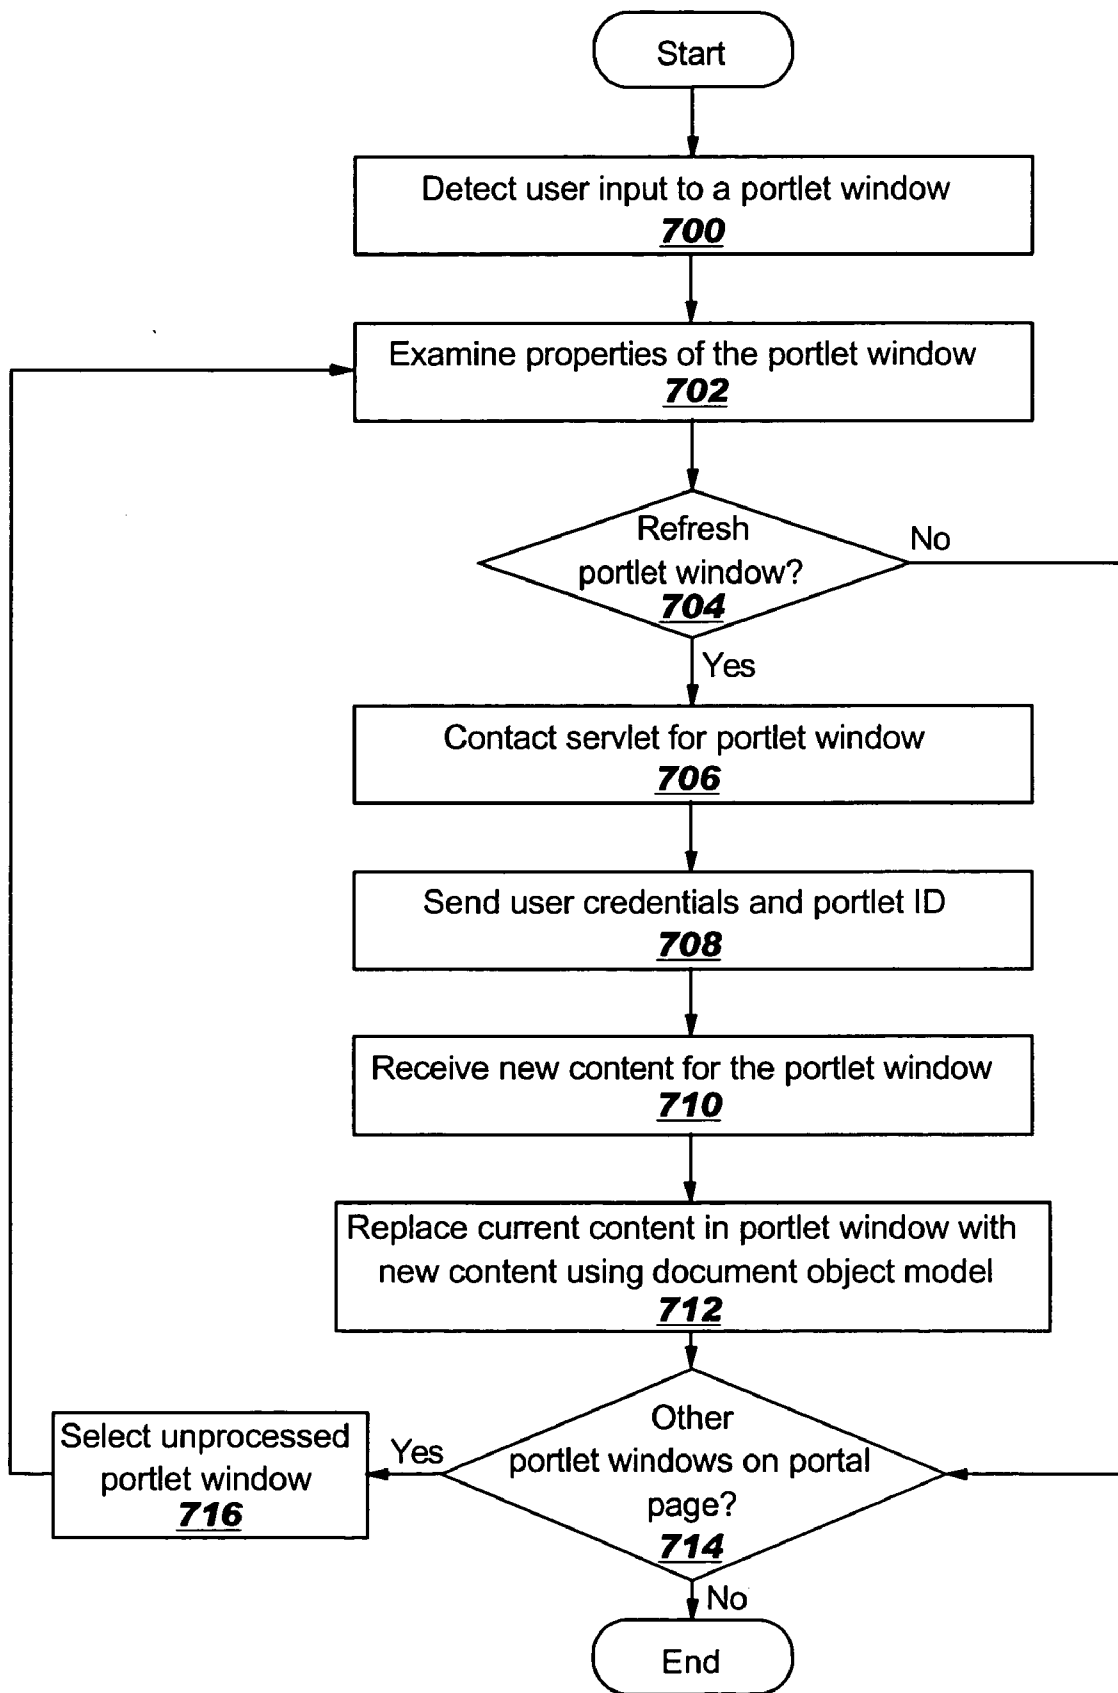 Start
Detect user input to a portlet window
700
Examine properties of the portlet window
702
Refresh
portlet window?
704
No
Yes
Contact servlet for portlet window
706
Send user credentials and portlet ID
708
Receive new content for the portlet window
710
Replace current content in portlet window with
new content using document object model
712
Other
portlet windows on portal
page?
714
Yes
Select unprocessed
portlet window
716
No
End